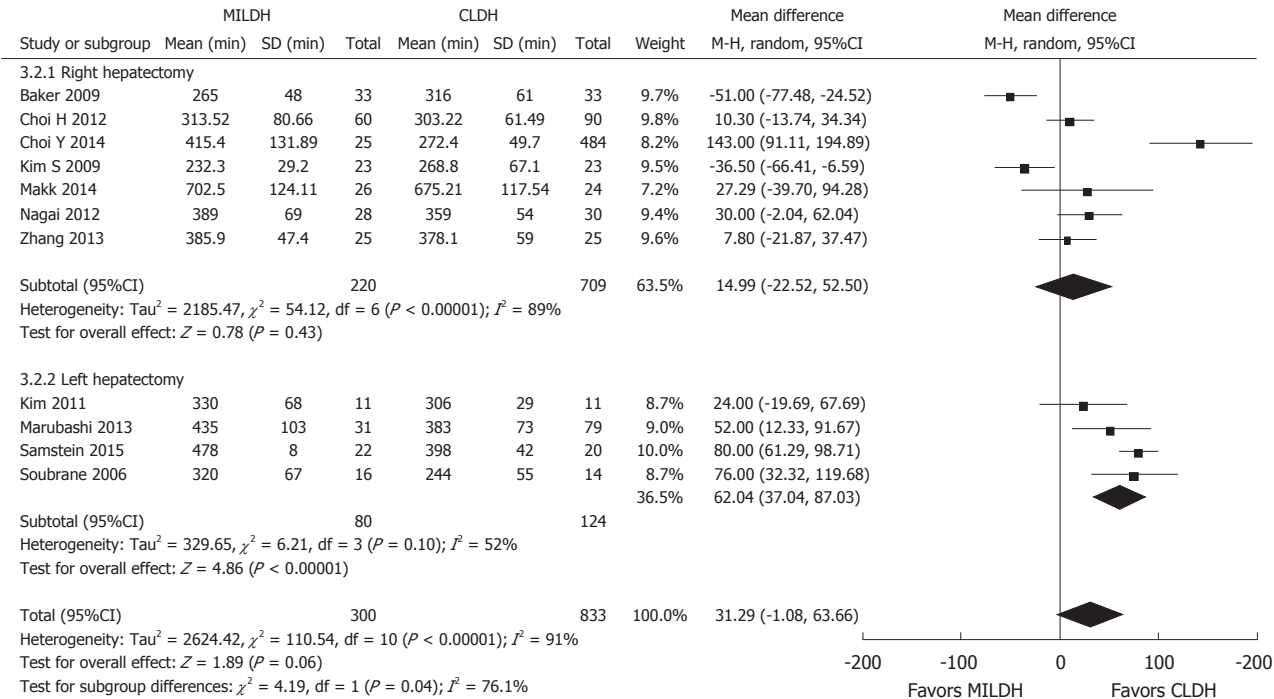 MILDH CLDH Mean difference Mean difference
Study or subgroup Mean (min) SD (min) Total Mean (min) SD (min) Total Weight M-H, random, 95%CI M-H, random, 95%CI
3.2.1 Right hepatectomy
Baker 2009 265 48 33 316 61 33 9.7% -51.00 (-77.48, -24.52)
Choi H 2012 313.52 80.66 60 303.22 61.49 90 9.8% 10.30 (-13.74, 34.34)
Choi Y 2014 415.4 131.89 25 272.4 49.7 484 8.2% 143.00 (91.11, 194.89)
Kim S 2009 232.3 29.2 23 268.8 67.1 23 9.5% -36.50 (-66.41, -6.59)
Makk 2014 702.5 124.11 26 675.21 117.54 24 7.2% 27.29 (-39.70, 94.28)
Nagai 2012 389 69 28 359 54 30 9.4% 30.00 (-2.04, 62.04)
Zhang 2013 385.9 47.4 25 378.1 59 25 9.6% 7.80 (-21.87, 37.47)
Subtotal (95%CI) 220 709 63.5% 14.99 (-22.52, 52.50)
Heterogeneity: Tau² = 2185.47, χ² = 54.12, df = 6 (P < 0.00001); I² = 89%
Test for overall effect: Z = 0.78 (P = 0.43)
3.2.2 Left hepatectomy
Kim 2011 330 68 11 306 29 11 8.7% 24.00 (-19.69, 67.69)
Marubashi 2013 435 103 31 383 73 79 9.0% 52.00 (12.33, 91.67)
Samstein 2015 478 8 22 398 42 20 10.0% 80.00 (61.29, 98.71)
Soubrane 2006 320 67 16 244 55 14 8.7% 76.00 (32.32, 119.68)
36.5% 62.04 (37.04, 87.03)
Subtotal (95%CI) 80 124
Heterogeneity: Tau² = 329.65, χ² = 6.21, df = 3 (P = 0.10); I² = 52%
Test for overall effect: Z = 4.86 (P < 0.00001)
Total (95%CI) 300 833 100.0% 31.29 (-1.08, 63.66)
Heterogeneity: Tau² = 2624.42, χ² = 110.54, df = 10 (P < 0.00001); I² = 91%
Test for overall effect: Z = 1.89 (P = 0.06)
Test for subgroup differences: χ² = 4.19, df = 1 (P = 0.04); I² = 76.1%
-200 -100 0 100 -200
Favors MILDH Favors CLDH